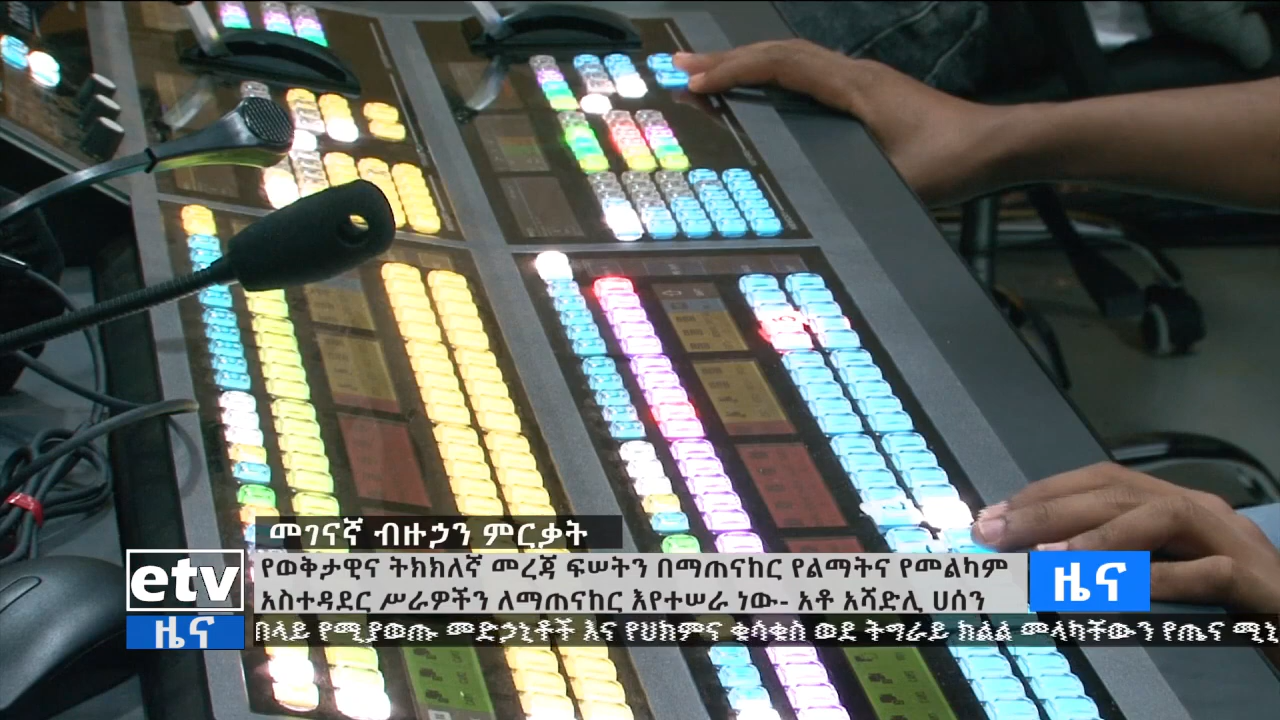 መገናኛ ብዙኃን ምርቃት
etv
የወቅታዊና ትክክለኛ መረጃ ፍሠትን በማጠናከር የልማትና የመልካም
አስተዳደር ሥራዎችን ለማጠናከር እየተሠራ ነው- አቶ አሻድሊ ሀሰን
ዜና
ዜና
በላይ የሚያወጡ መድኃኒቶች እና የህክምና ቁሳቁስ ወደ ትግራይ ክልል መላካቸውን የጤና ሚኒ